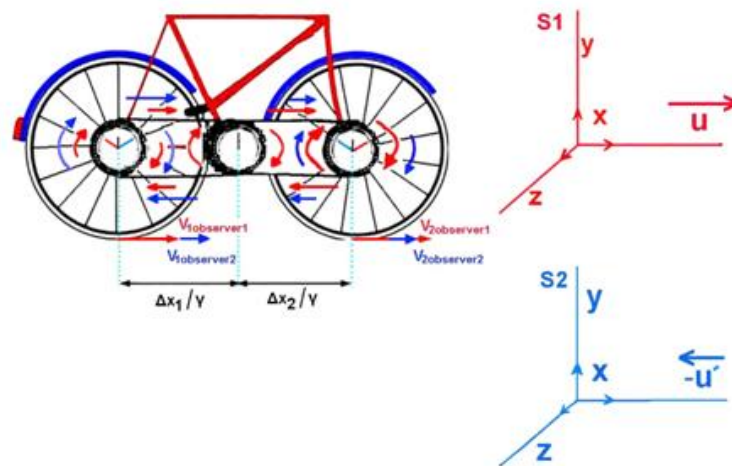 S1
y
x
u
z
V1observer1
V1observer2
V2observer1
V2observer2
Δx₁/γ
Δx₂/γ
S2
y
x
-u´
z